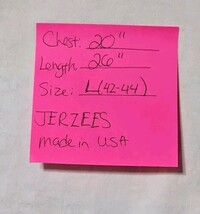 Chest: 20"
Length: 26"
Size: L(42-44)
JERZEES
made in USA